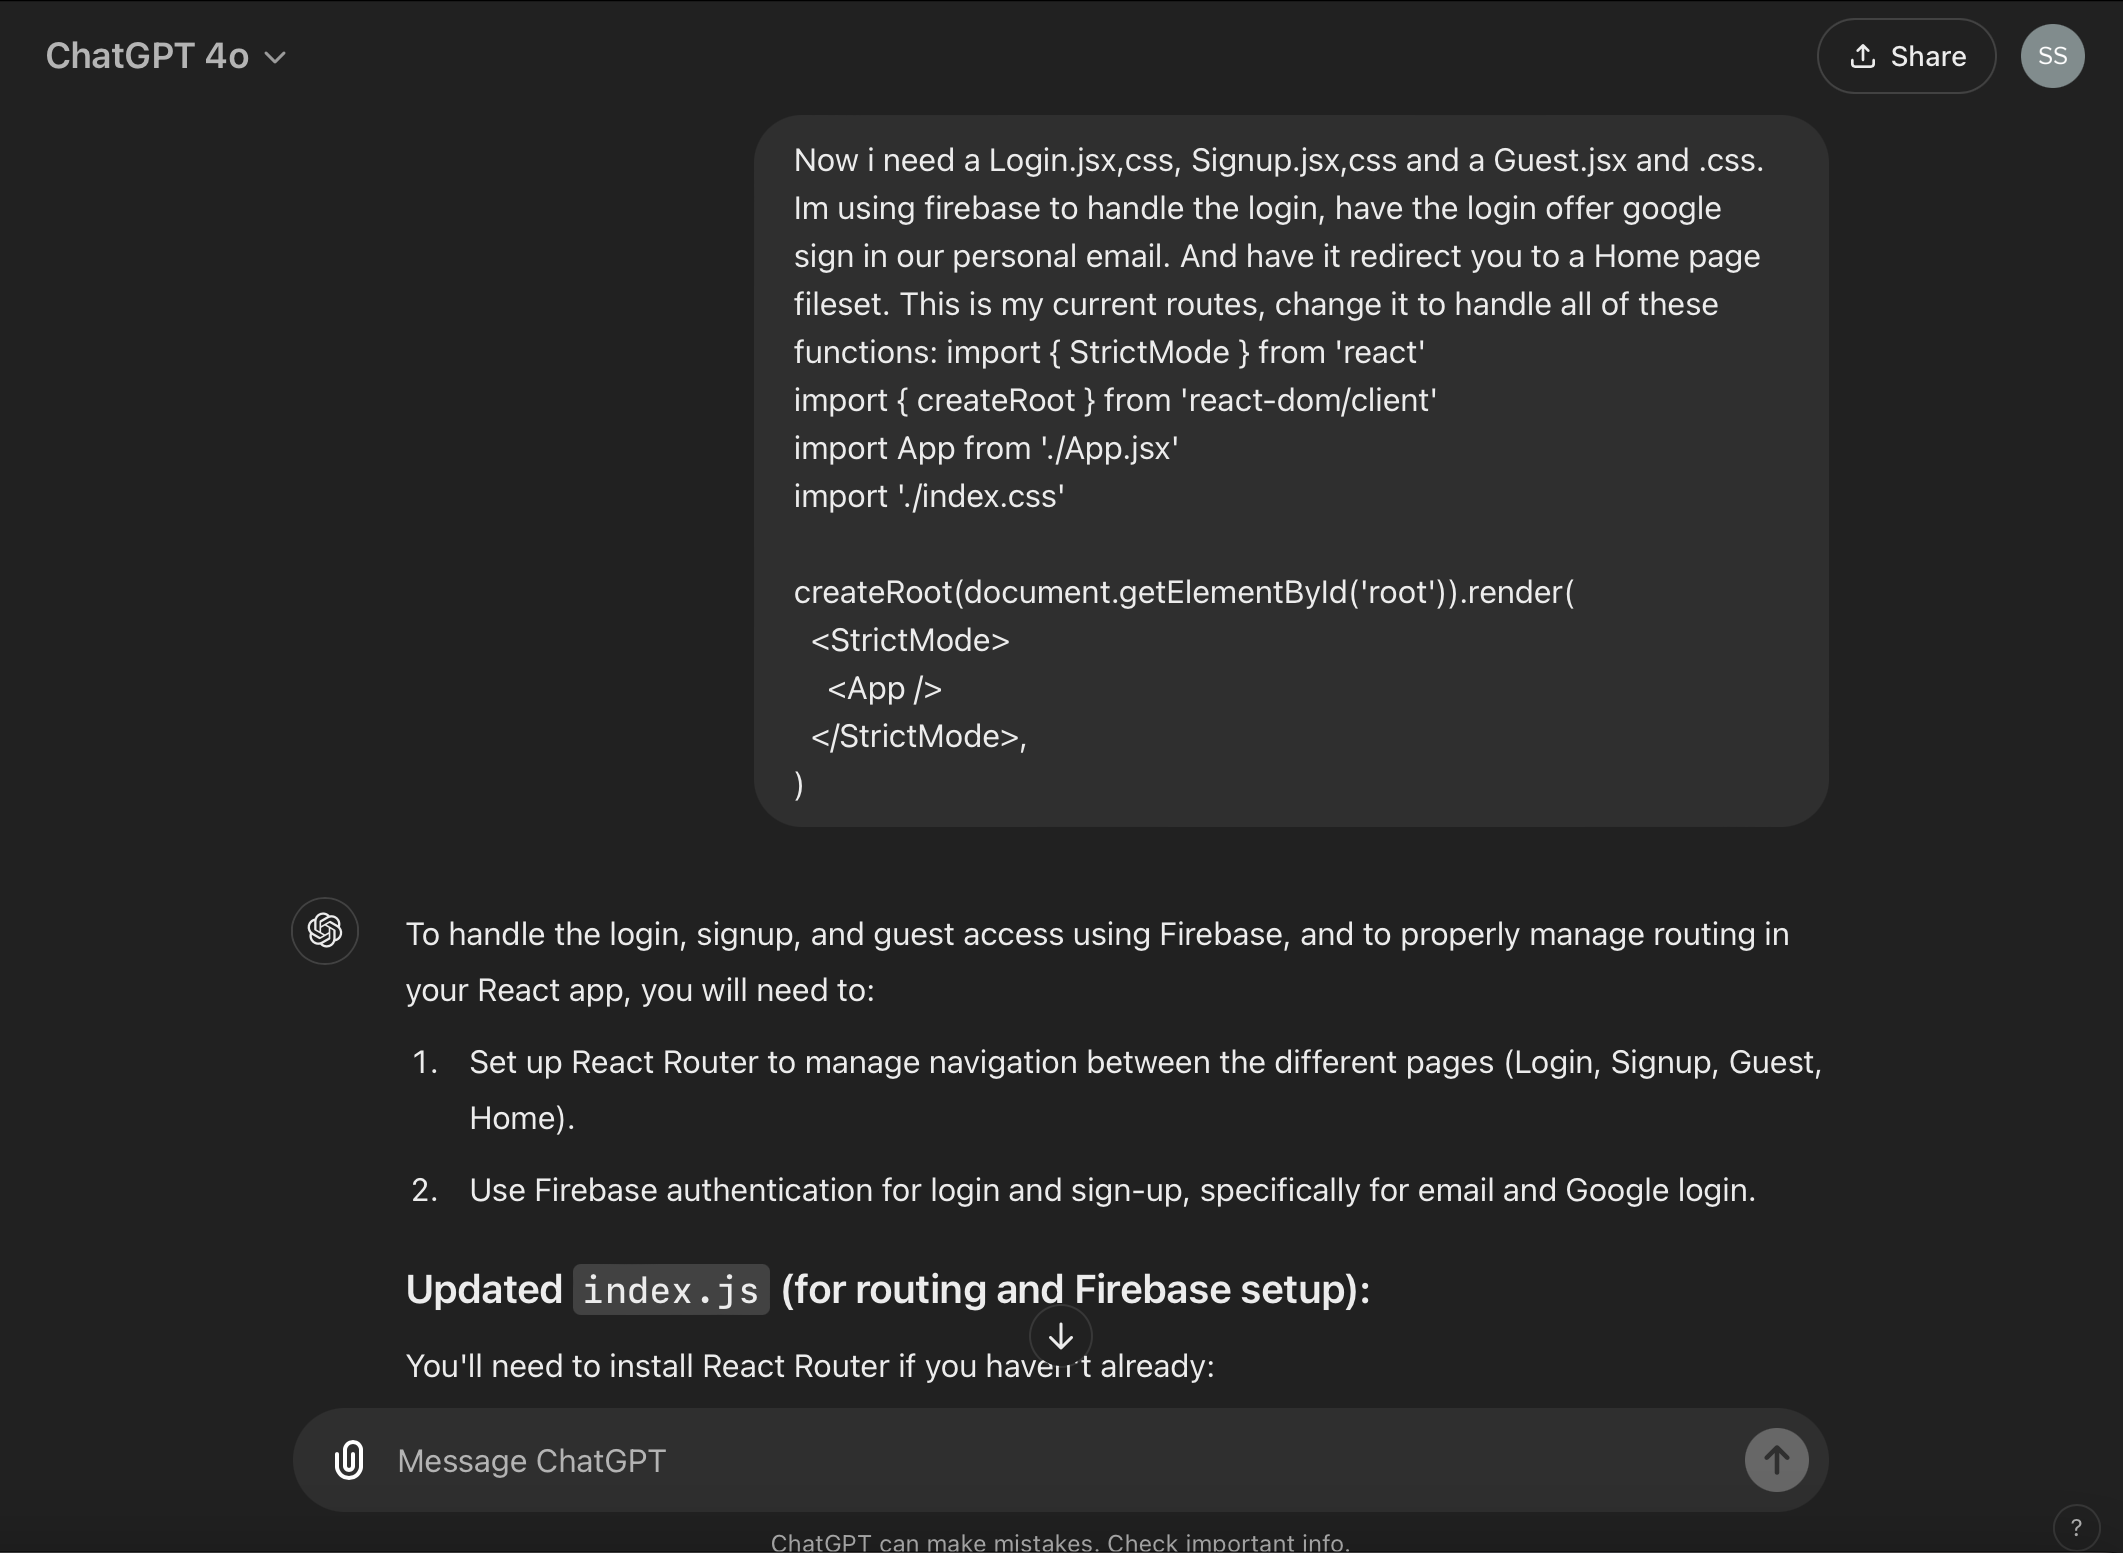 ChatGPT 4o
Share
SS
Now i need a Login.jsx,css, Signup.jsx,css and a Guest.jsx and .css.
Im using firebase to handle the login, have the login offer google
sign in our personal email. And have it redirect you to a Home page
fileset. This is my current routes, change it to handle all of these
functions: import { StrictMode } from 'react'
import { createRoot } from 'react-dom/client'
import App from './App.jsx'
import './index.css'
createRoot(document.getElementById('root')).render(
<StrictMode>
<App />
</StrictMode>,
)
To handle the login, signup, and guest access using Firebase, and to properly manage routing in
your React app, you will need to:
1. Set up React Router to manage navigation between the different pages (Login, Signup, Guest,
Home).
2. Use Firebase authentication for login and sign-up, specifically for email and Google login.
Updated index.js (for routing and Firebase setup):
You'll need to install React Router if you haven't already:
Message ChatGPT
ChatGPT can make mistakes. Check important info.
?